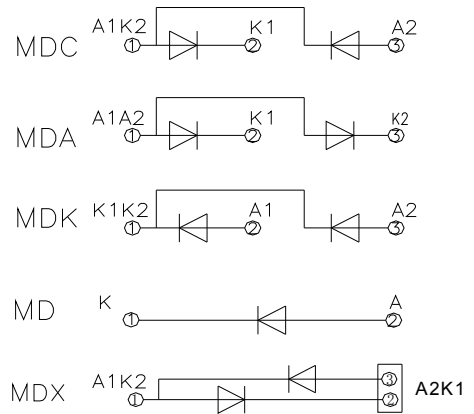 A1K2 K1 A2
MDC 1 2 3
A1A2 K1 K2
MDA 1 2 3
K1K2 A1 A2
MDK 1 2 3
K A
MD 1 2
A1K2 3 A2K1
MDX 1 2